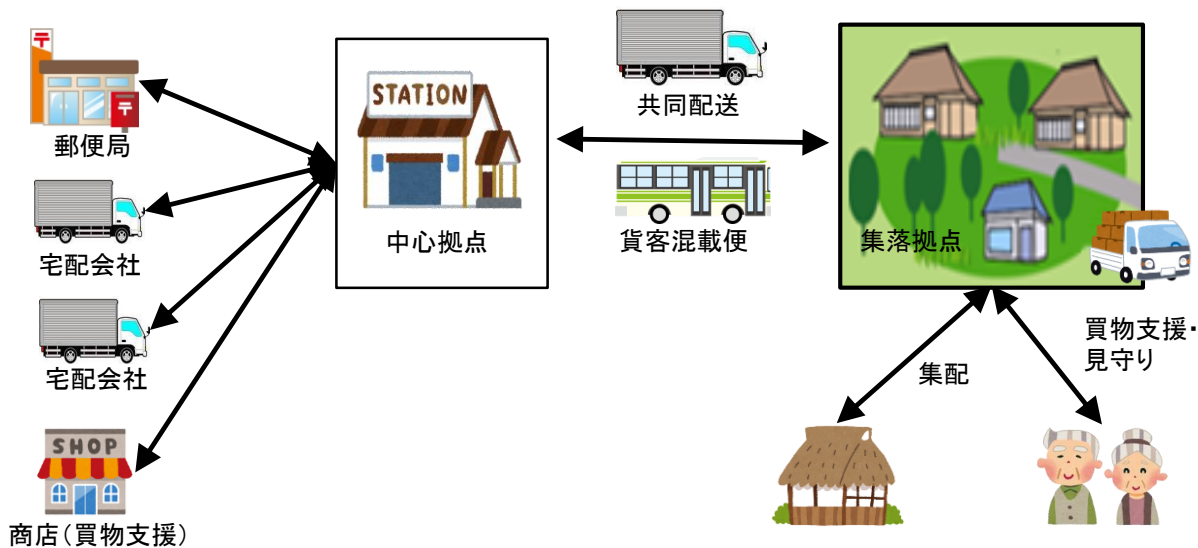 郵便局
宅配会社
宅配会社
SHOP
商店(買物支援)
STATION
中心拠点
共同配送
貨客混載便
集落拠点
集配
買物支援・
見守り